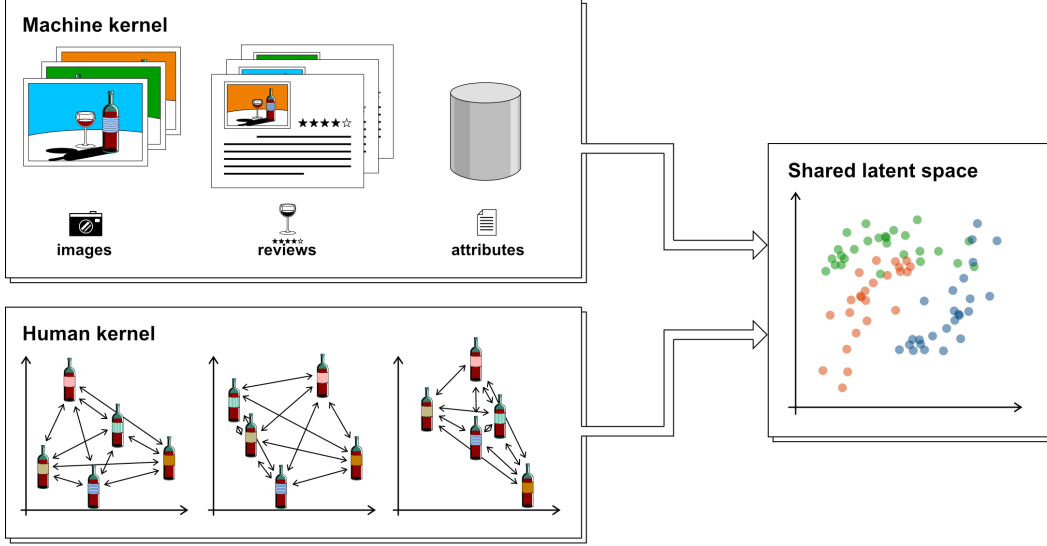 Machine kernel
images
reviews
attributes
Human kernel
Shared latent space